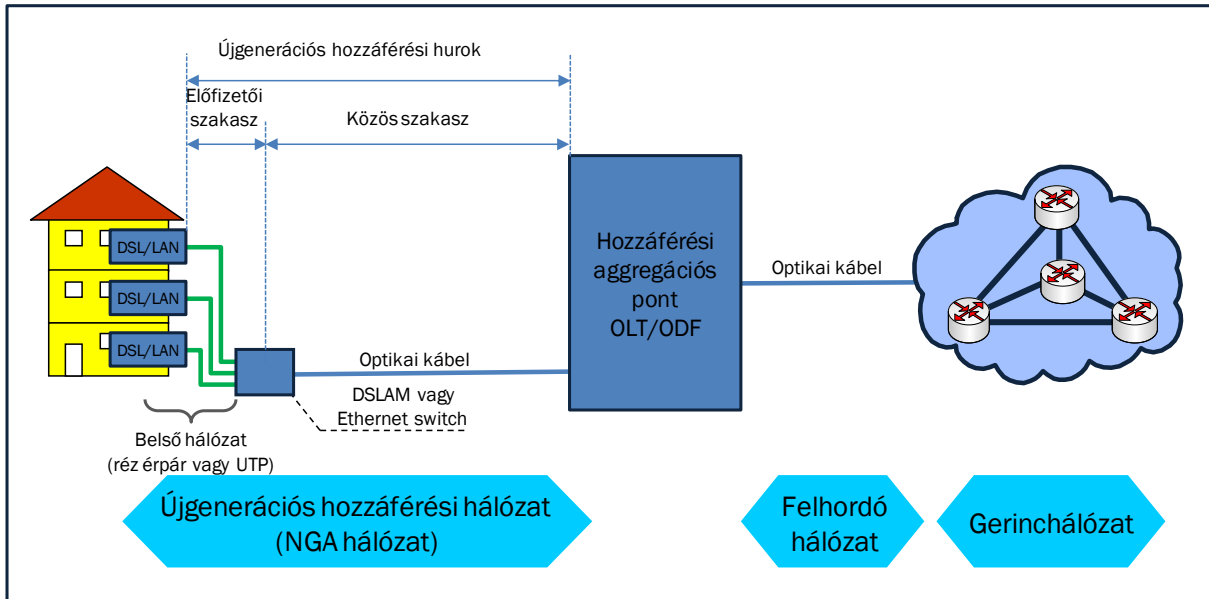 Újgenerációs hozzáférési hurok
Előfizetői
szakasz
Közös szakasz
DSL/LAN
DSL/LAN
DSL/LAN
Hozzáférési
aggregációs
pont
OLT/ODF
Optikai kábel
Optikai kábel
DSLAM vagy
Ethernet switch
Belső hálózat
(réz érpár vagy UTP)
Újgenerációs hozzáférési hálózat
(NGA hálózat)
Felhordó
hálózat
Gerinchálózat